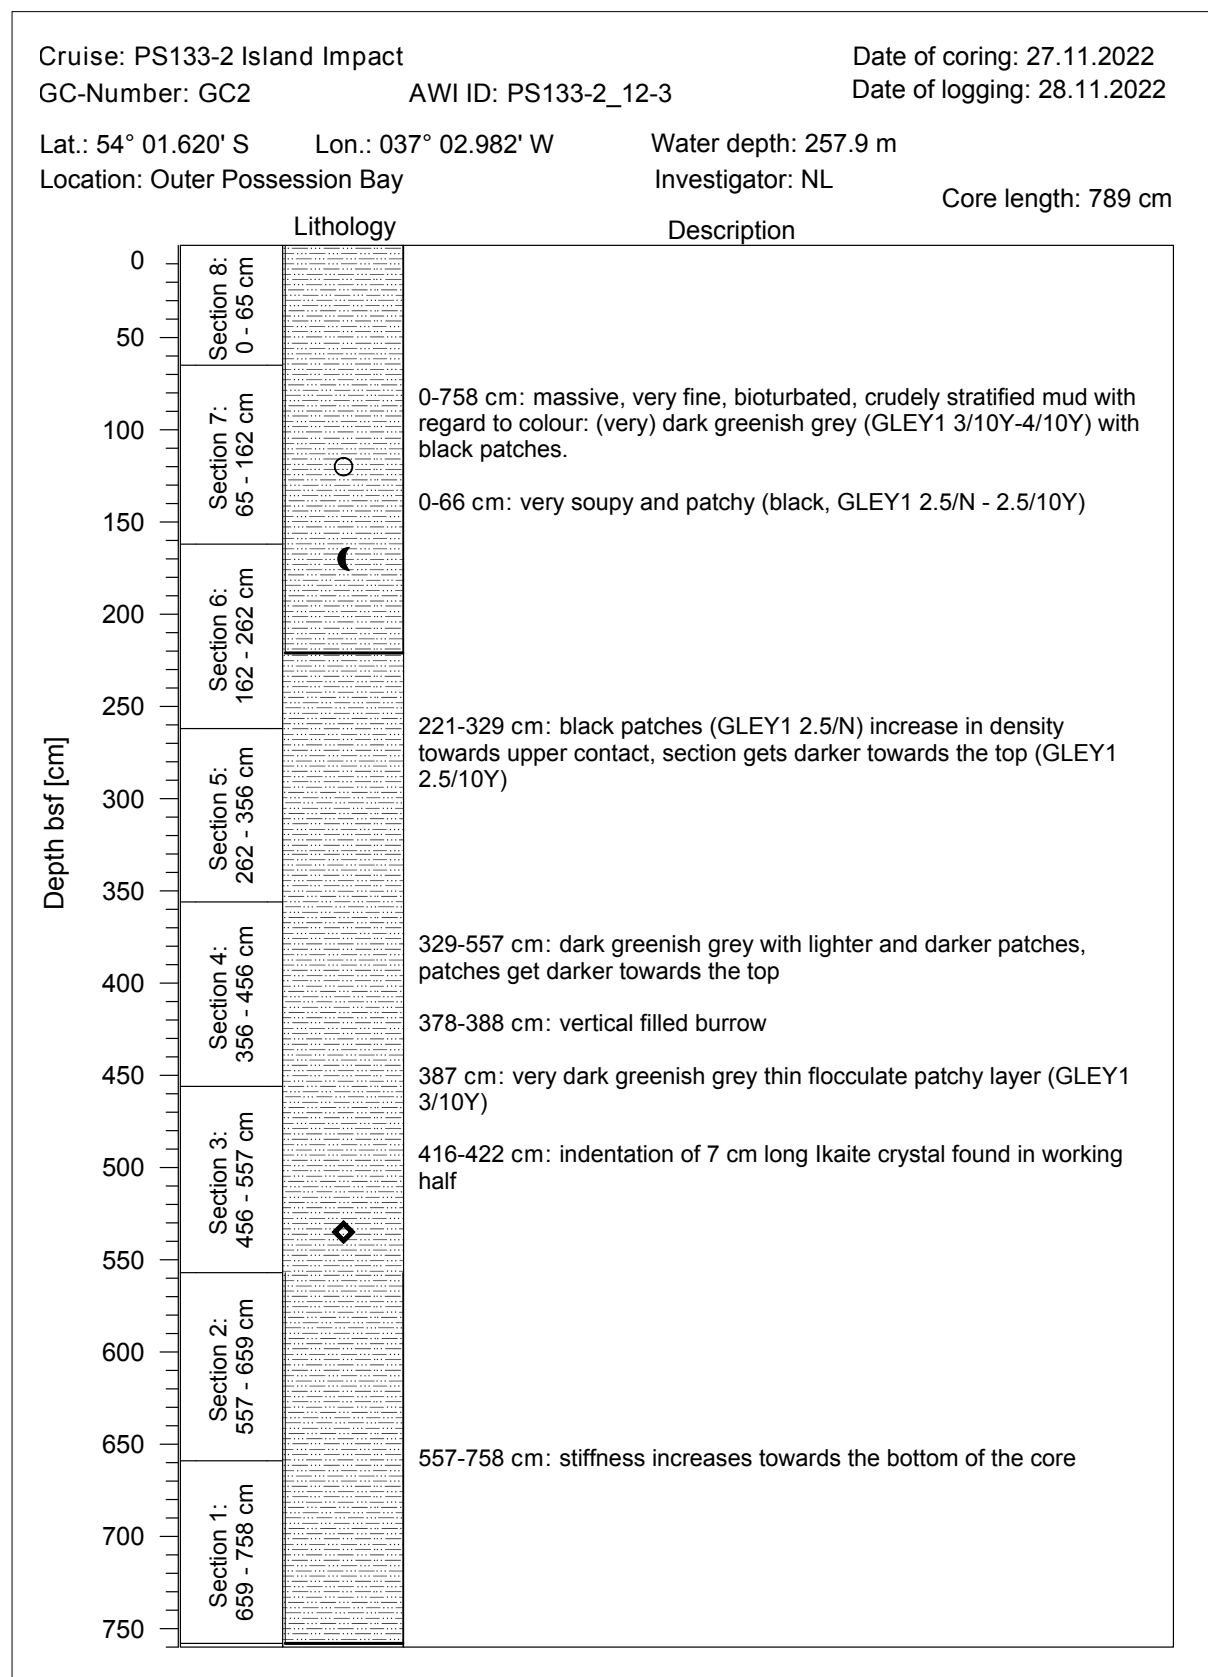 Cruise: PS133-2 Island Impact
Date of coring: 27.11.2022
GC-Number: GC2
AWI ID: PS133-2_12-3
Date of logging: 28.11.2022
Lat.: 54° 01.620' S
Lon.: 037° 02.982' W
Water depth: 257.9 m
Location: Outer Possession Bay
Investigator: NL
Core length: 789 cm
Lithology
Description
Depth bsf [cm]
0
50
100
150
200
250
300
350
400
450
500
550
600
650
700
750
Section 8:
0 - 65 cm
Section 7:
65 - 162 cm
Section 6:
162 - 262 cm
Section 5:
262 - 356 cm
Section 4:
356 - 456 cm
Section 3:
456 - 557 cm
Section 2:
557 - 659 cm
Section 1:
659 - 758 cm
0-758 cm: massive, very fine, bioturbated, crudely stratified mud with
regard to colour: (very) dark greenish grey (GLEY1 3/10Y-4/10Y) with
black patches.
0-66 cm: very soupy and patchy (black, GLEY1 2.5/N - 2.5/10Y)
221-329 cm: black patches (GLEY1 2.5/N) increase in density
towards upper contact, section gets darker towards the top (GLEY1
2.5/10Y)
329-557 cm: dark greenish grey with lighter and darker patches,
patches get darker towards the top
378-388 cm: vertical filled burrow
387 cm: very dark greenish grey thin flocculate patchy layer (GLEY1
3/10Y)
416-422 cm: indentation of 7 cm long Ikaite crystal found in working
half
557-758 cm: stiffness increases towards the bottom of the core